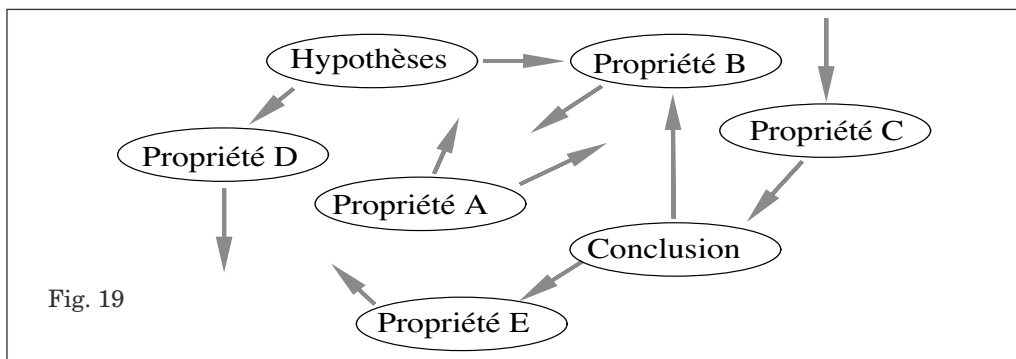 Hypothèses
Propriété B
Propriété C
Propriété D
Propriété A
Conclusion
Fig. 19
Propriété E